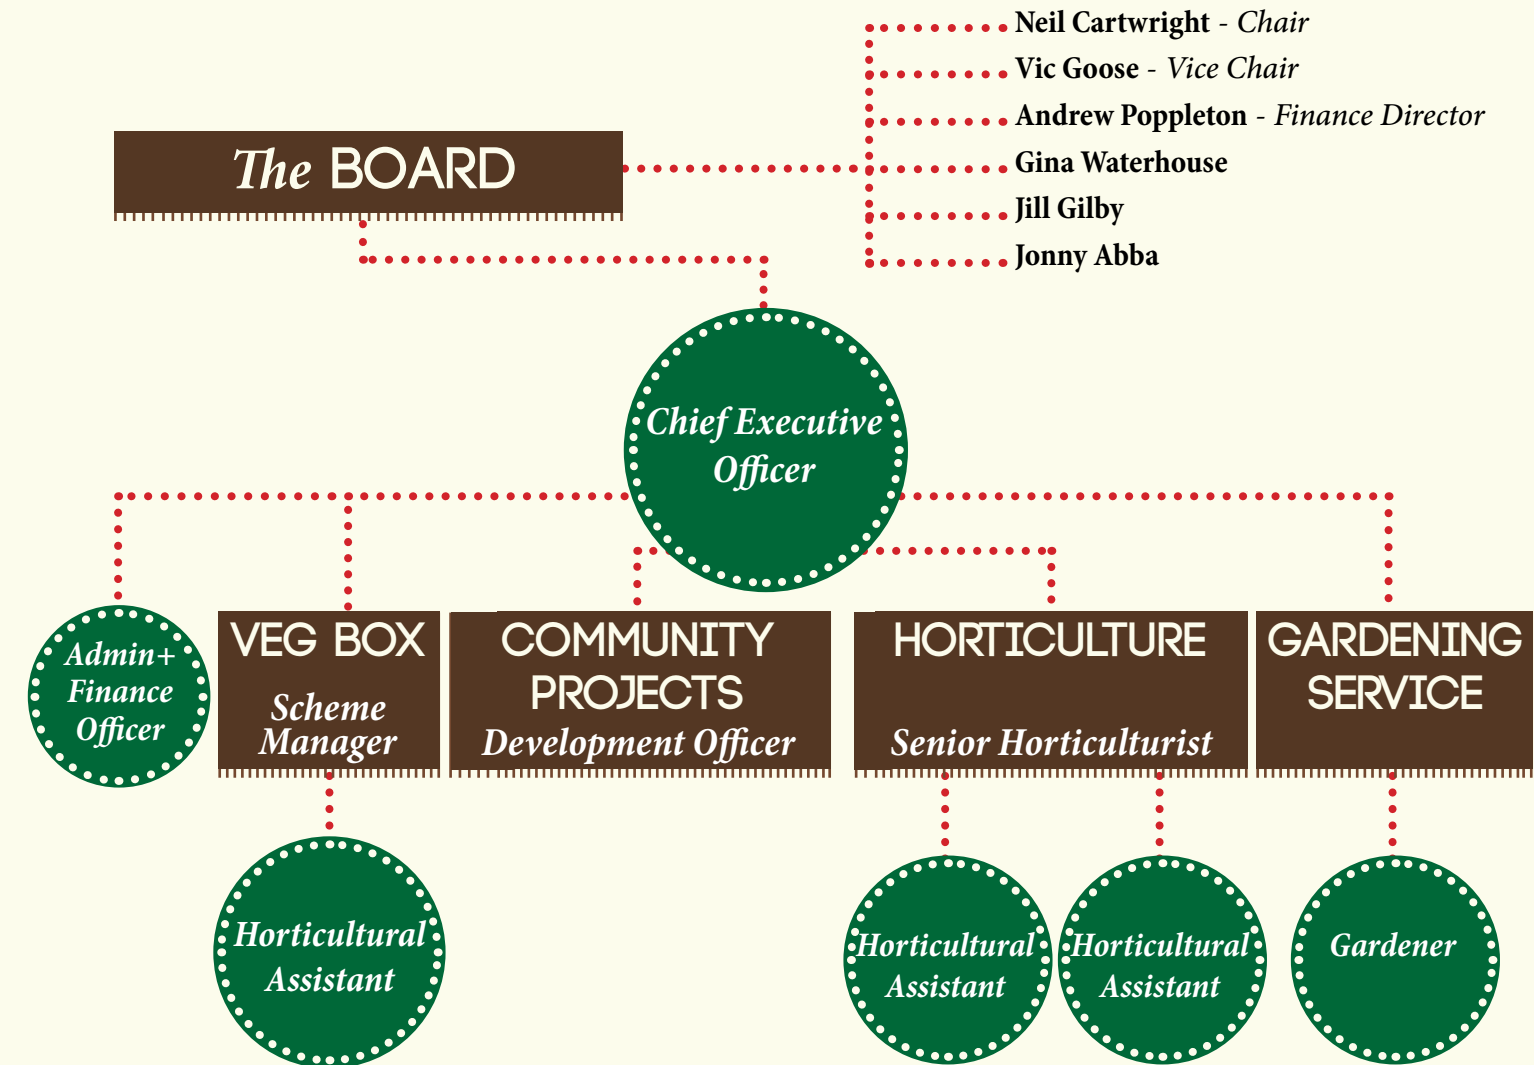 Neil Cartwright - Chair
Vic Goose - Vice Chair
Andrew Poppleton - Finance Director
The BOARD
Gina Waterhouse
Jill Gilby
Jonny Abba
Chief Executive
Officer
Admin+
Finance
Officer
VEG BOX
Scheme
Manager
COMMUNITY
PROJECTS
Development Officer
HORTICULTURE
Senior Horticulturist
GARDENING
SERVICE
Horticultural
Assistant
Horticultural
Assistant
Horticultural
Assistant
Gardener